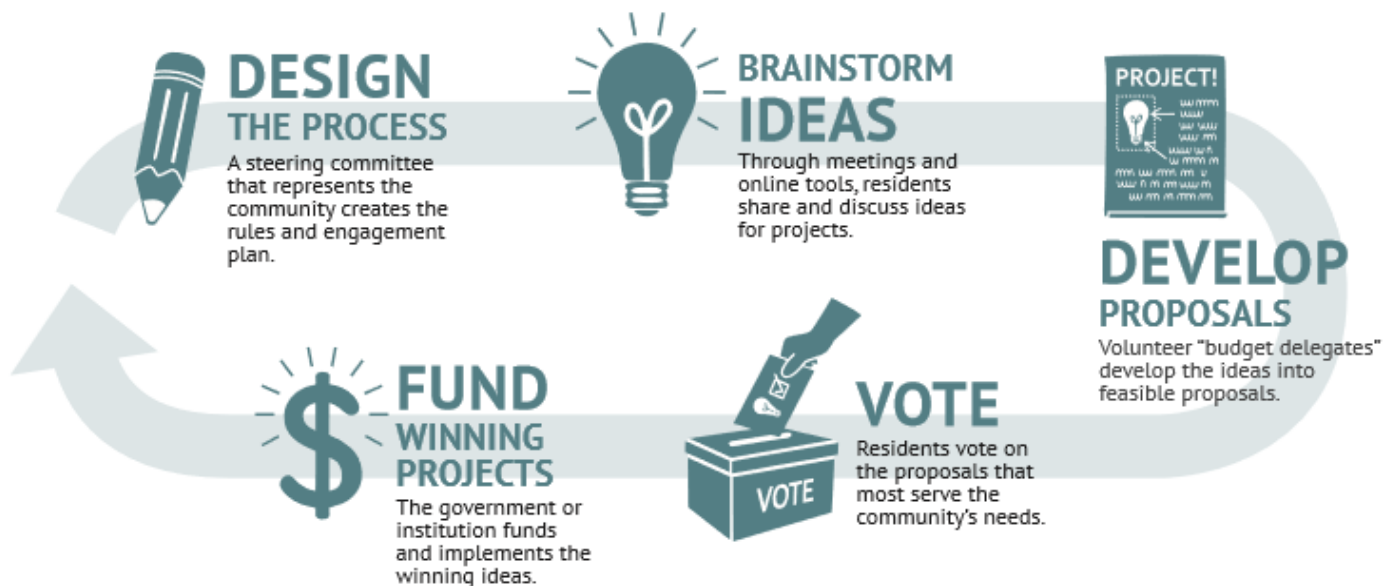 DESIGN
THE PROCESS
A steering committee
that represents the
community creates the
rules and engagement
plan.
BRAINSTORM
IDEAS
Through meetings and
online tools, residents
share and discuss ideas
for projects.
PROJECT!
DEVELOP
PROPOSALS
Volunteer "budget delegates"
develop the ideas into
feasible proposals.
VOTE
VOTE
Residents vote on
the proposals that
most serve the
community's needs.
$
FUND
WINNING
PROJECTS
The government or
institution funds
and implements the
winning ideas.